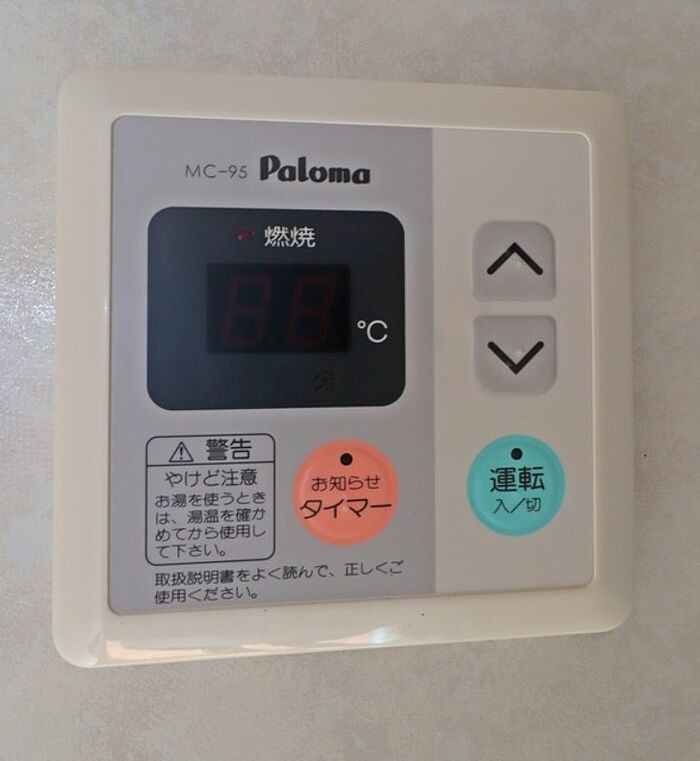 MC-95 Paloma
燃焼
88
℃
分
警告
やけど注意
お湯を使うとき
は、湯温を確か
めてから使用し
て下さい。
お知らせ
タイマー
運転
入/切
取扱説明書をよく読んで、正しくご
使用ください。